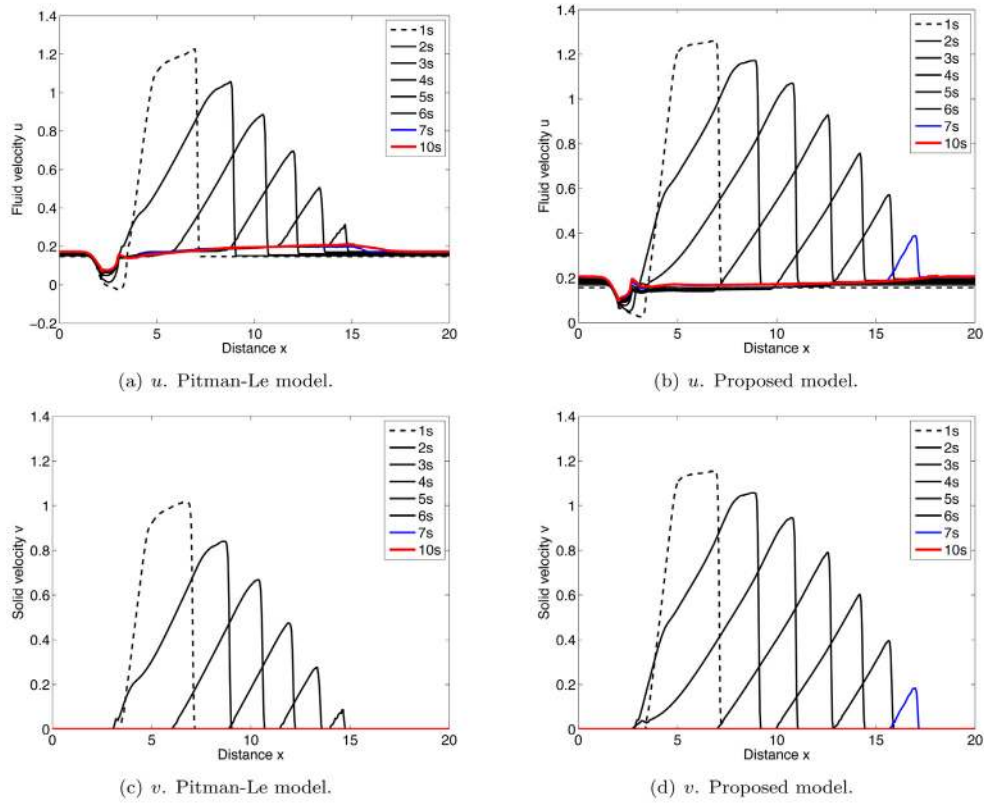 1.4
1.2
1
0.8
0.6
0.4
0.2
0
−0.2
Fluid velocity u
0 5 10 15 20
Distance x
1s
2s
3s
4s
5s
6s
7s
10s
(a) u. Pitman-Le model.
1.4
1.2
1
0.8
0.6
0.4
0.2
0
Fluid velocity u
0 5 10 15 20
Distance x
1s
2s
3s
4s
5s
6s
7s
10s
(b) u. Proposed model.
1.4
1.2
1
0.8
0.6
0.4
0.2
0
Solid velocity v
0 5 10 15 20
Distance x
1s
2s
3s
4s
5s
6s
7s
10s
(c) v. Pitman-Le model.
1.4
1.2
1
0.8
0.6
0.4
0.2
0
Solid velocity v
0 5 10 15 20
Distance x
1s
2s
3s
4s
5s
6s
7s
10s
(d) v. Proposed model.